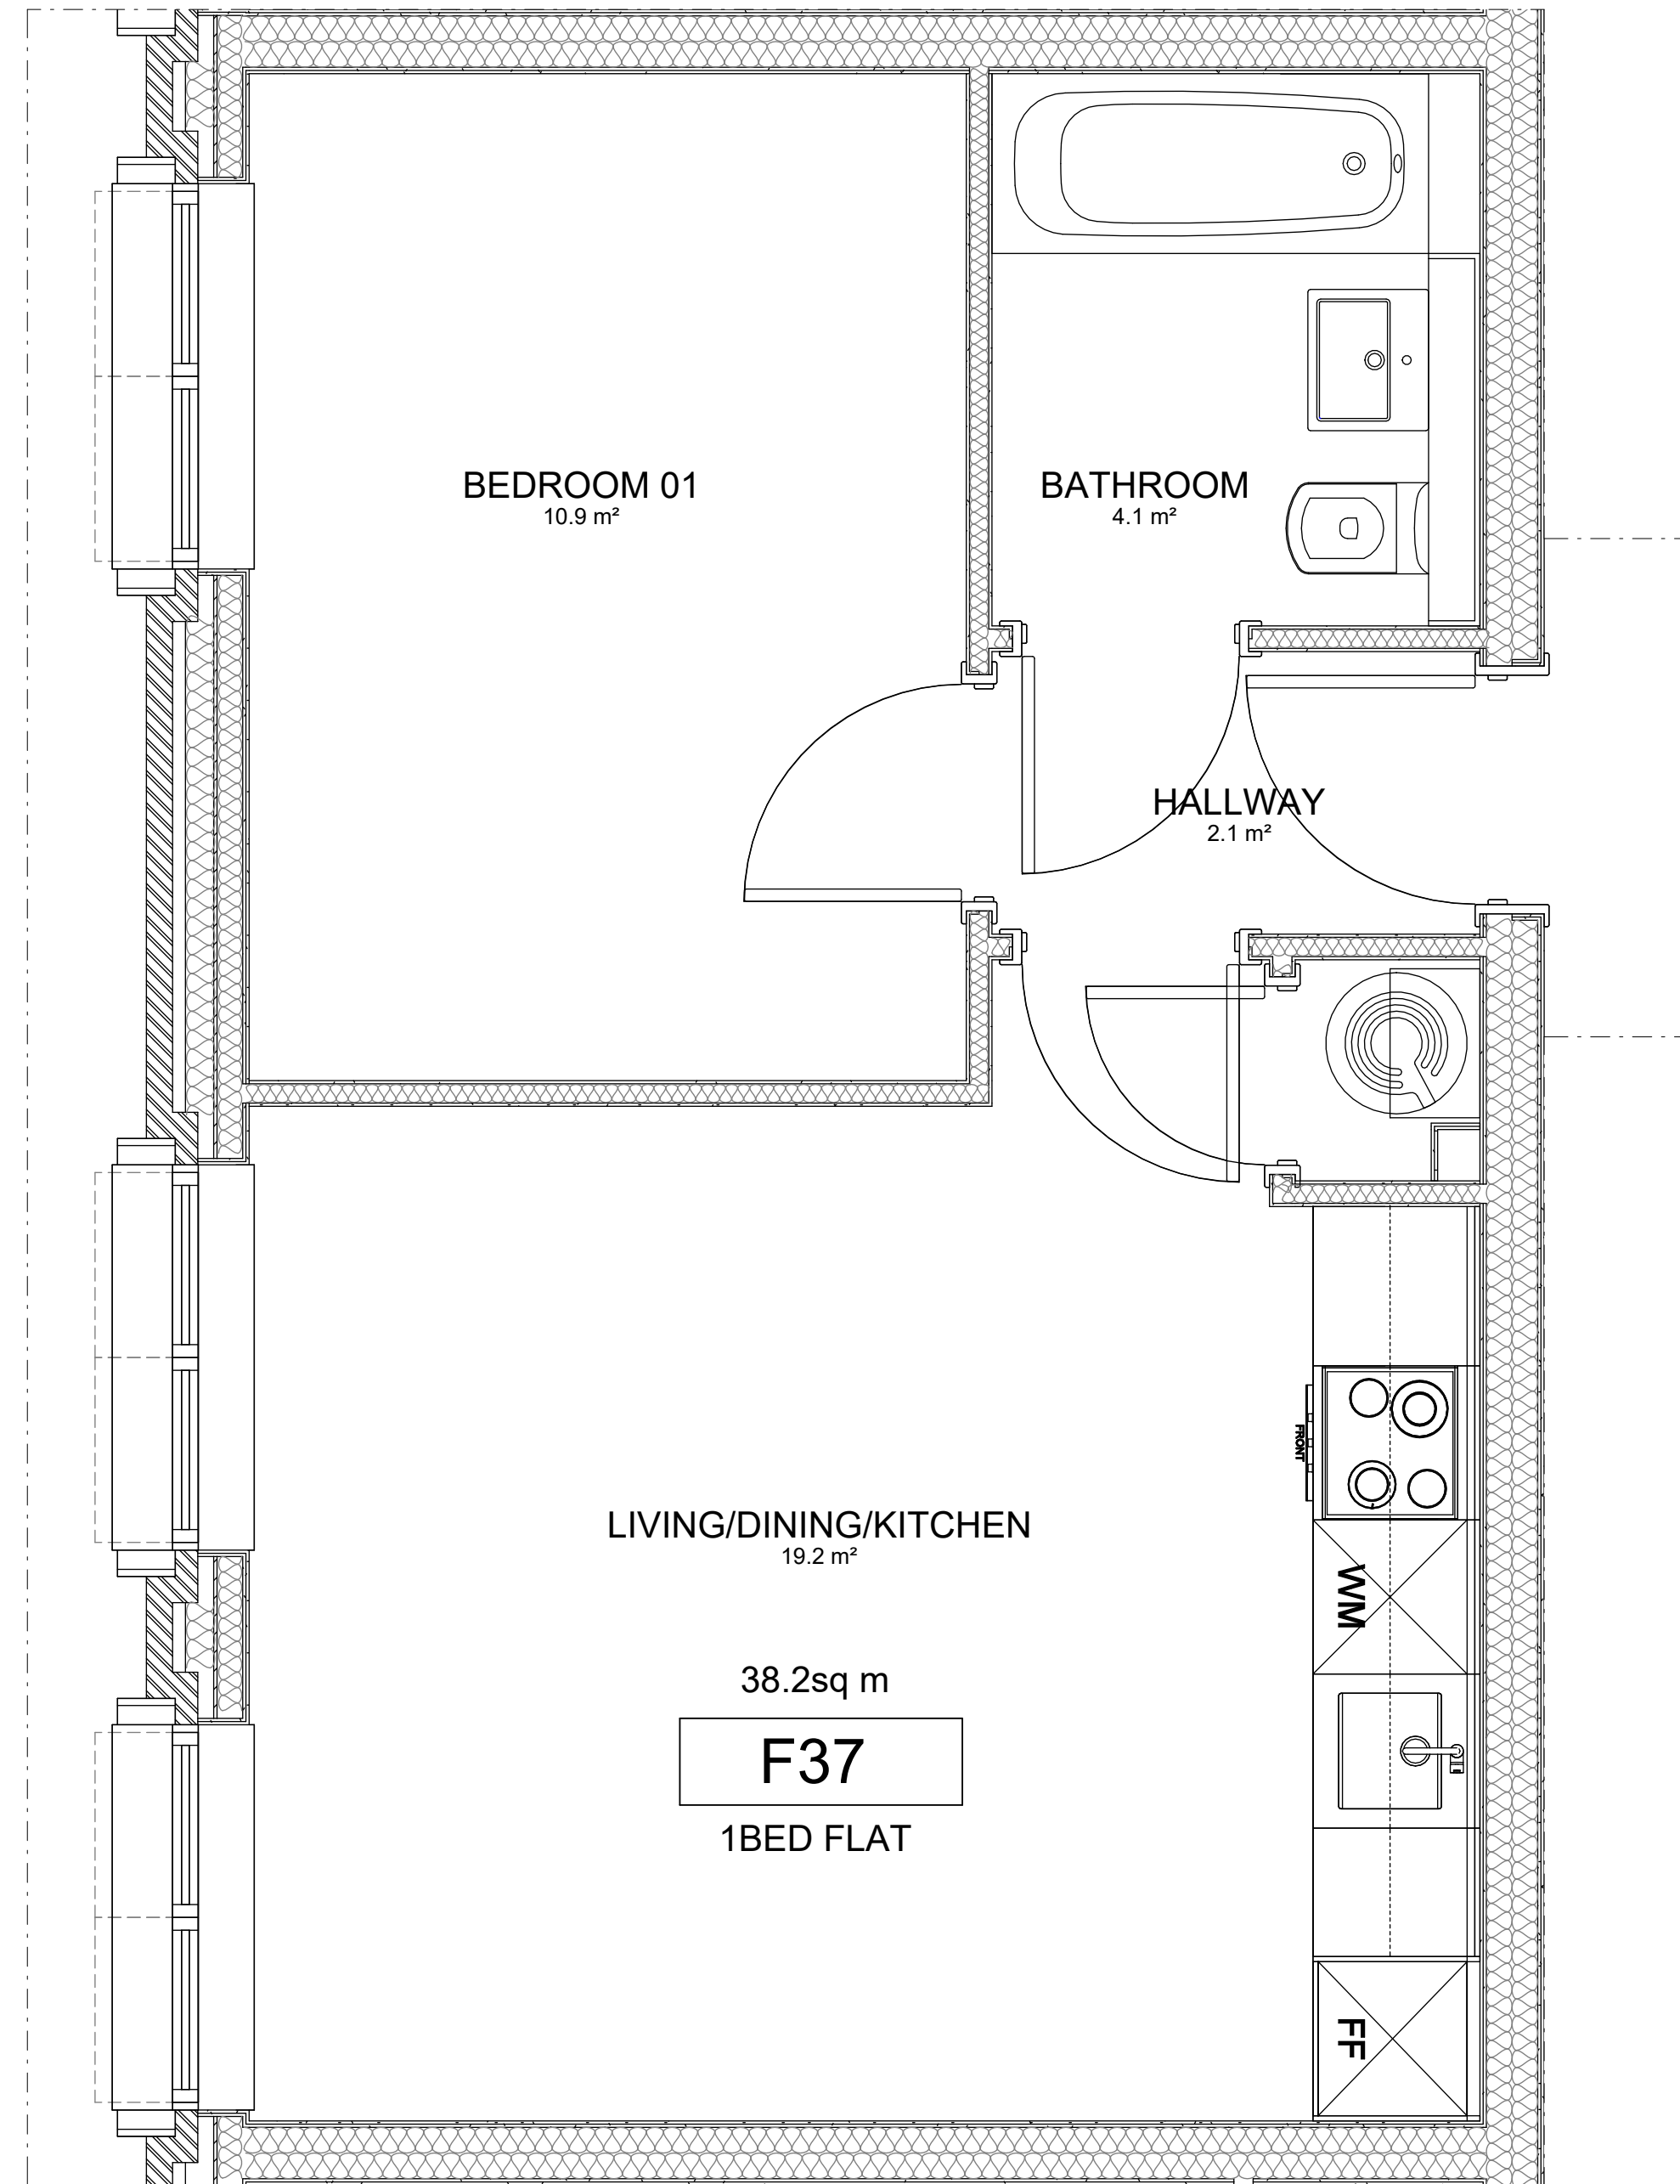 BEDROOM 01
10.9 m²
BATHROOM
4.1 m²
HALLWAY
2.1 m²
FRONT
LIVING/DINING/KITCHEN
19.2 m²
WM
38.2sq m
F37
1BED FLAT
FF